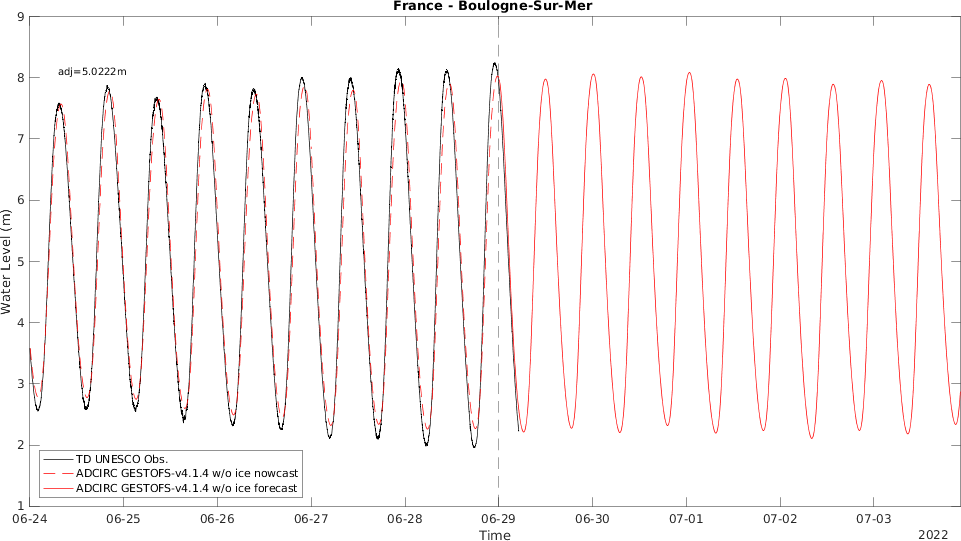 France - Boulogne-Sur-Mer
9
adj=5.0222m
8
7
6
5
4
3
2
1
Water Level (m)
TD UNESCO Obs.
ADCIRC GESTOFS-v4.1.4 w/o ice nowcast
ADCIRC GESTOFS-v4.1.4 w/o ice forecast
06-24 06-25 06-26 06-27 06-28 06-29 06-30 07-01 07-02 07-03
Time
2022